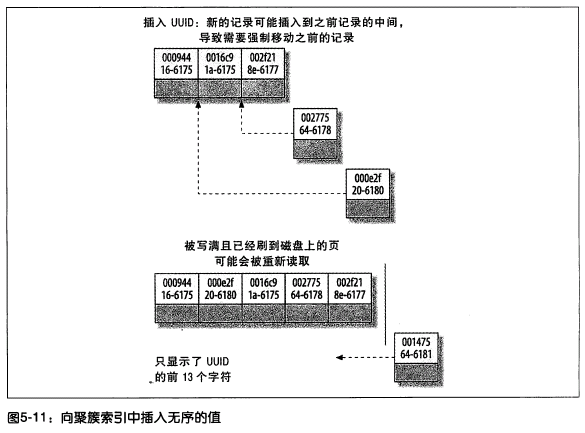 插入 UUID：新的记录可能插入到之前记录的中间，
导致需要强制移动之前的记录
000944 0016c9 002f21
16-6175 1a-6175 8e-6177
002775
64-6178
000e2f
20-6180
被写满且已经刷到磁盘上的页
可能会被重新读取
000944 000e2f 0016c9 002775 002f21
16-6175 20-6180 1a-6175 64-6178 8e-6177
001475
64-6181
只显示了 UUID
的前 13 个字符
图5-11：向聚簇索引中插入无序的值